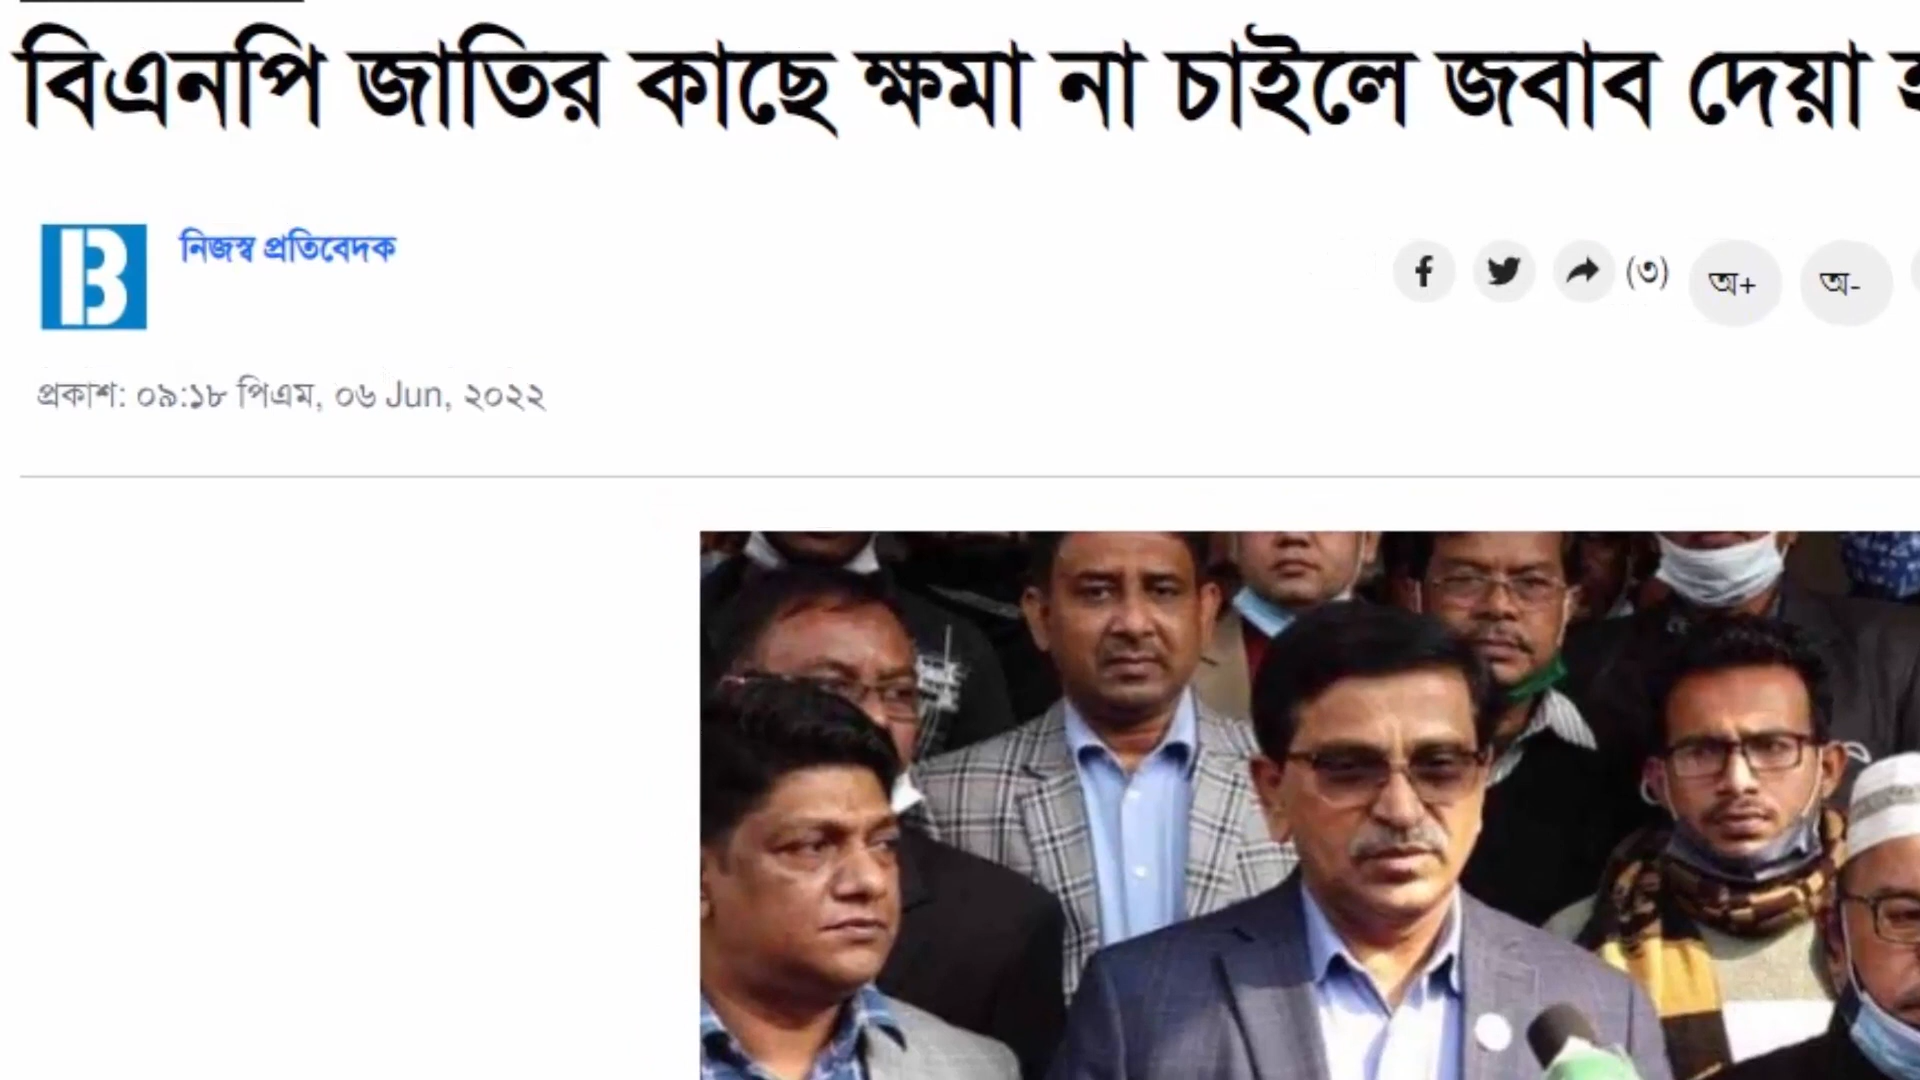 বিএনপি জাতির কাছে ক্ষমা না চাইলে জবাব দেয়া
নিজস্ব প্রতিবেদক
(৩) অ+ অ-
প্রকাশ: ০৯:১৮ পিএম, ০৬ Jun, ২০২২